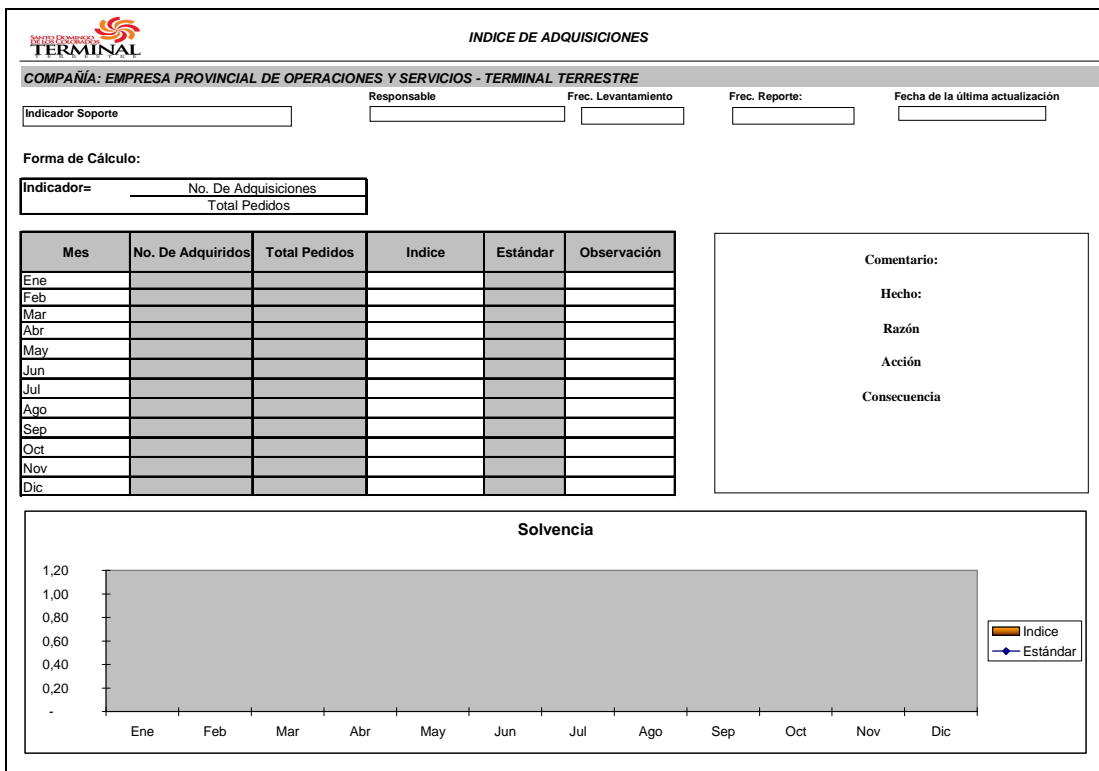 SANTO DOMINGO
DE LOS COLORADOS
TERMINAL
TERRESTRE
INDICE DE ADQUISICIONES
COMPAÑÍA: EMPRESA PROVINCIAL DE OPERACIONES Y SERVICIOS - TERMINAL TERRESTRE
Responsable Frec. Levantamiento Frec. Reporte: Fecha de la última actualización
Indicador Soporte
Forma de Cálculo:
Indicador= No. De Adquisiciones
Total Pedidos
Mes No. De Adquiridos Total Pedidos Indice Estándar Observación
Ene
Feb
Mar
Abr
May
Jun
Jul
Ago
Sep
Oct
Nov
Dic
Comentario:
Hecho:
Razón
Acción
Consecuencia
Solvencia
1,20
1,00
0,80
0,60
0,40
0,20
-
Ene Feb Mar Abr May Jun Jul Ago Sep Oct Nov Dic
Indice
Estándar